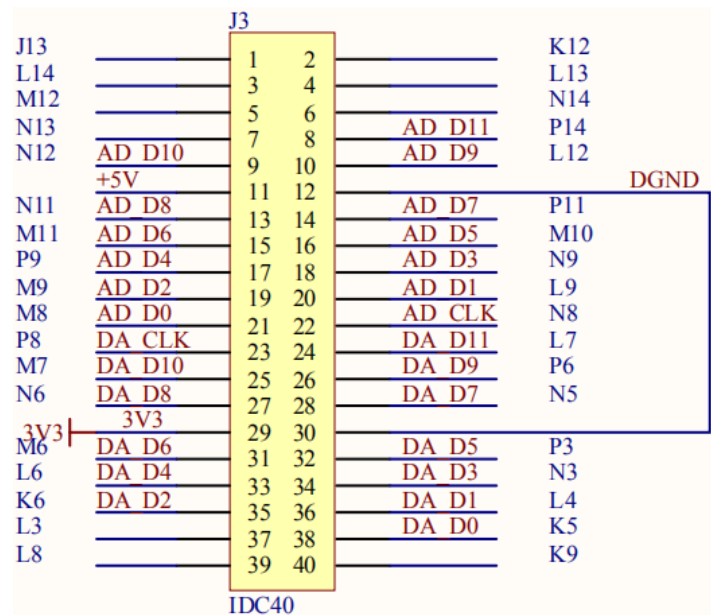 J3
J13 1 2 K12
L14 3 4 L13
M12 5 6 N14
N13 7 8 AD_D11 P14
N12 AD_D10 9 10 AD_D9 L12
+5V 11 12 DGND
N11 AD_D8 13 14 AD_D7 P11
M11 AD_D6 15 16 AD_D5 M10
P9 AD_D4 17 18 AD_D3 N9
M9 AD_D2 19 20 AD_D1 L9
M8 AD_D0 21 22 AD_CLK N8
P8 DA_CLK 23 24 DA_D11 L7
M7 DA_D10 25 26 DA_D9 P6
N6 DA_D8 27 28 DA_D7 N5
3V3 3V3 29 30
M6 DA_D6 31 32 DA_D5 P3
L6 DA_D4 33 34 DA_D3 N3
K6 DA_D2 35 36 DA_D1 L4
L3 37 38 DA_D0 K5
L8 39 40 K9
IDC40